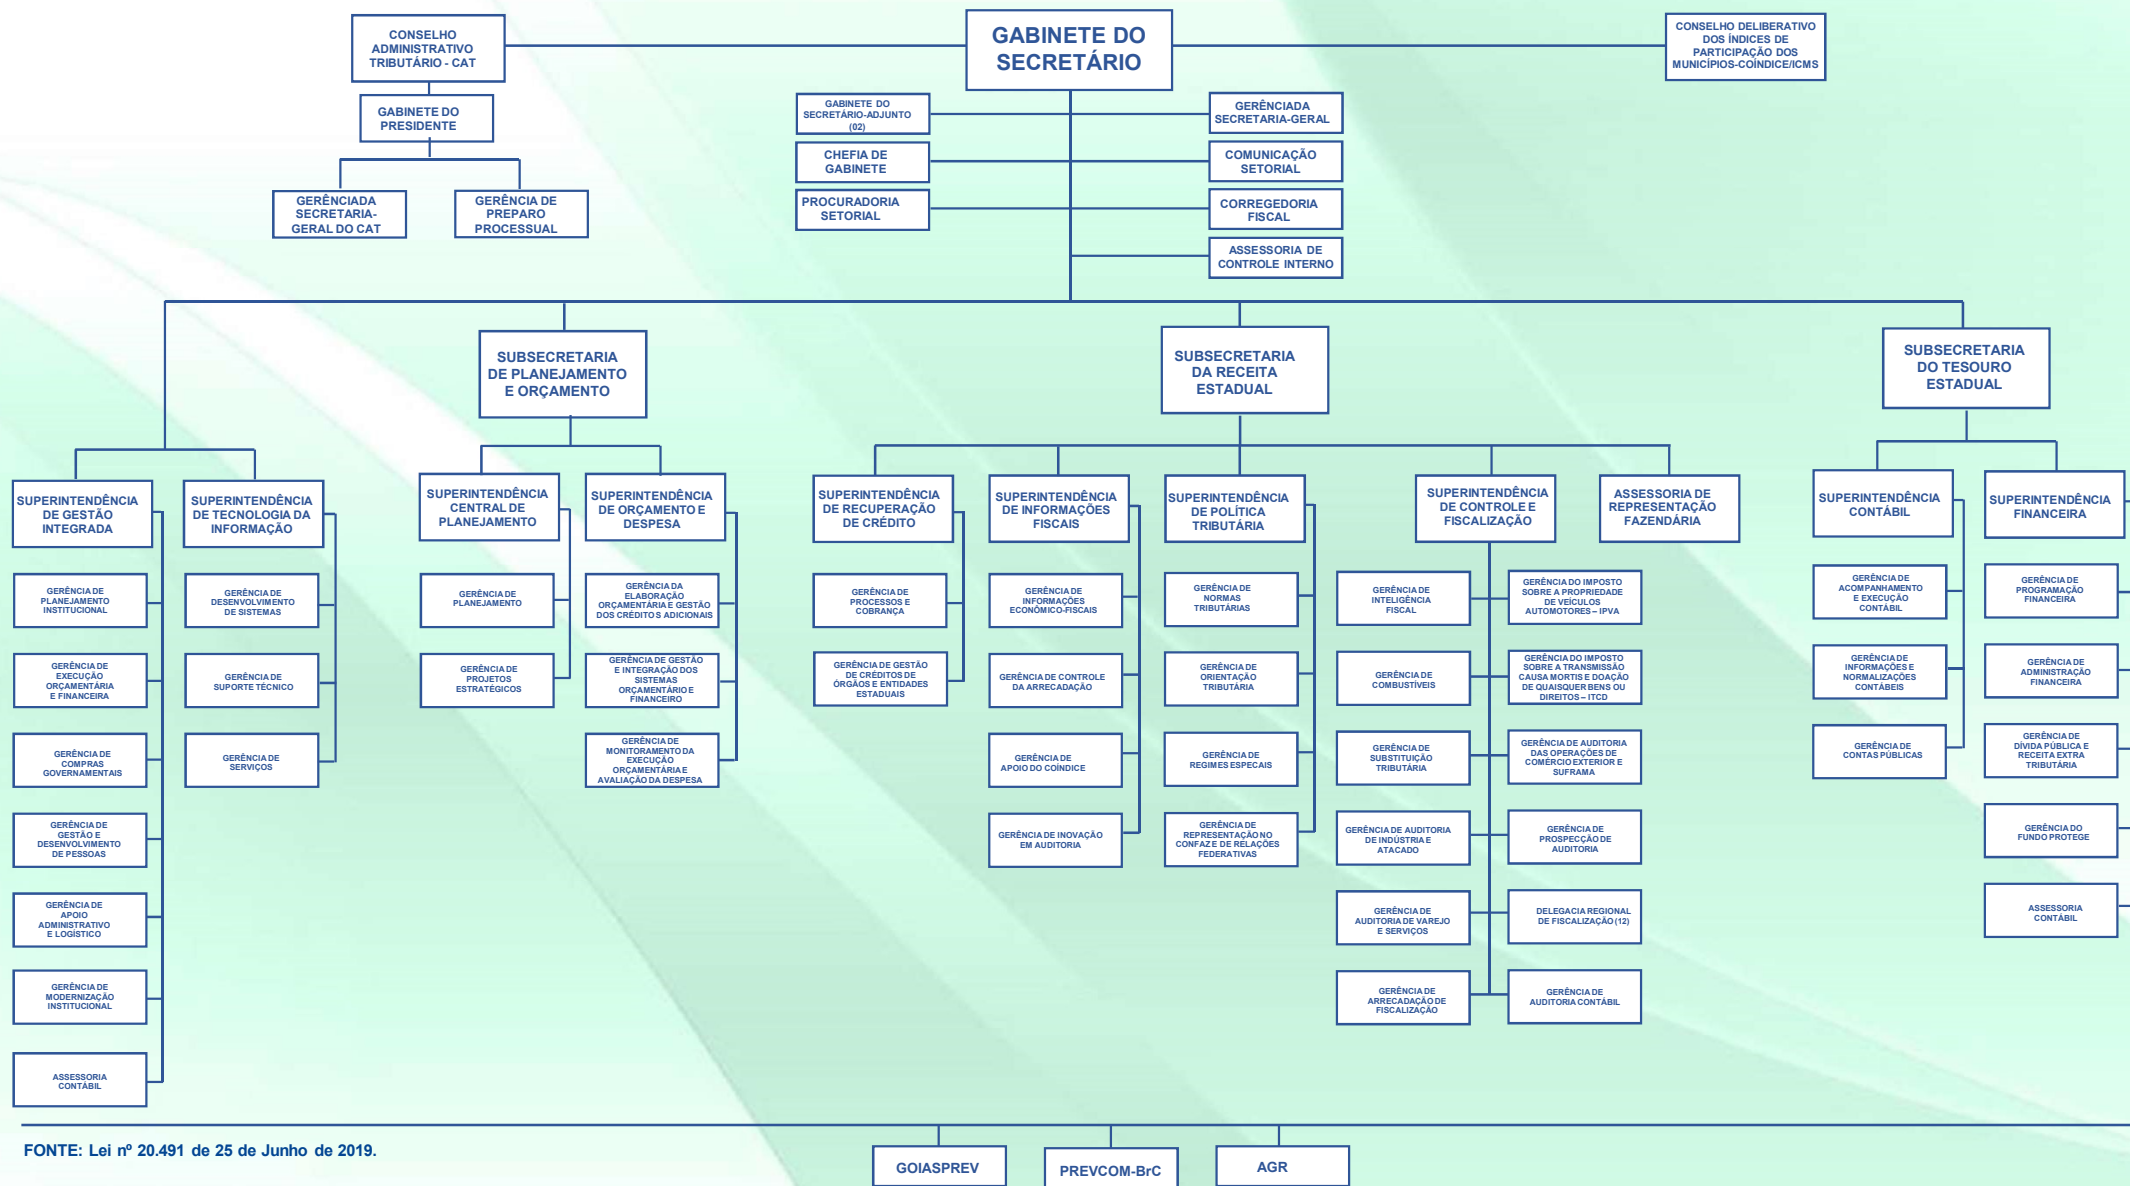 CONSELHO
ADMINISTRATIVO
TRIBUTÁRIO - CAT
GABINETE DO
SECRETÁRIO
CONSELHO DELIBERATIVO
DOS ÍNDICES DE
PARTICIPAÇÃO DOS
MUNICÍPIOS-COÍNDICE/ICMS
GABINETE DO
PRESIDENTE
GERÊNCIADA
SECRETARIA-
GERAL DO CAT
GERÊNCIA DE
PREPARO
PROCESSUAL
GABINETE DO
SECRETÁRIO-ADJUNTO
(02)
GERÊNCIADA
SECRETARIA-GERAL
CHEFIA DE
GABINETE
COMUNICAÇÃO
SETORIAL
PROCURADORIA
SETORIAL
CORREGEDORIA
FISCAL
ASSESSORIA DE
CONTROLE INTERNO
SUBSECRETARIA
DE PLANEJAMENTO
E ORÇAMENTO
SUBSECRETARIA
DA RECEITA
ESTADUAL
SUBSECRETARIA
DO TESOURO
ESTADUAL
SUPERINTENDÊNCIA
DE GESTÃO
INTEGRADA
GERÊNCIA DE
PLANEJAMENTO
INSTITUCIONAL
GERÊNCIA DE
EXECUÇÃO
ORÇAMENTÁRIA
E FINANCEIRA
GERÊNCIA DE
COMPRAS
GOVERNAMENTAIS
GERÊNCIA DE
GESTÃO E
DESENVOLVIMENTO
DE PESSOAS
GERÊNCIA DE
APOIO
ADMINISTRATIVO
E LOGÍSTICO
GERÊNCIA DE
MODERNIZAÇÃO
INSTITUCIONAL
ASSESSORIA
CONTÁBIL
SUPERINTENDÊNCIA
DE TECNOLOGIA DA
INFORMAÇÃO
GERÊNCIA DE
DESENVOLVIMENTO
DE SISTEMAS
GERÊNCIA DE
SUPORTE TÉCNICO
GERÊNCIA DE
SERVIÇOS
SUPERINTENDÊNCIA
CENTRAL DE
PLANEJAMENTO
GERÊNCIA DE
PLANEJAMENTO
GERÊNCIA DE
PROJETOS
ESTRATÉGICOS
SUPERINTENDÊNCIA
DE ORÇAMENTO E
DESPESA
GERÊNCIA DA
ELABORAÇÃO
ORÇAMENTÁRIA E GESTÃO
DOS CRÉDITO S ADICIONAIS
GERÊNCIA DE GESTÃO
E INTEGRAÇÃO DOS
SISTEMAS
ORÇAMENTÁRIO E
FINANCEIRO
GERÊNCIA DE
MONITORAMENTO DA
EXECUÇÃO
ORÇAMENTÁRIA E
AVALIAÇÃO DA DESPESA
SUPERINTENDÊNCIA
DE RECUPERAÇÃO
DE CRÉDITO
GERÊNCIA DE
PROCESSOS E
COBRANÇA
GERÊNCIA DE GESTÃO
DE CRÉDITOS DE
ÓRGÃOS E ENTIDADES
ESTADUAIS
SUPERINTENDÊNCIA
DE INFORMAÇÕES
FISCAIS
GERÊNCIA DE
INFORMAÇÕES
ECONÔMICO-FISCAIS
GERÊNCIA DE CONTROLE
DA ARRECADAÇÃO
GERÊNCIA DE
APOIO DO COÍNDICE
GERÊNCIA DE INOVAÇÃO
EM AUDITORIA
SUPERINTENDÊNCIA
DE POLÍTICA
TRIBUTÁRIA
GERÊNCIA DE
NORMAS
TRIBUTÁRIAS
GERÊNCIA DE
ORIENTAÇÃO
TRIBUTÁRIA
GERÊNCIA DE
REGIMES ESPECAIS
GERÊNCIA DE
REPRESENTAÇÃO NO
CONFAZ E DE RELAÇÕES
FEDERATIVAS
SUPERINTENDÊNCIA
DE CONTROLE E
FISCALIZAÇÃO
GERÊNCIA DE
INTELIGÊNCIA
FISCAL
GERÊNCIA DO IMPOSTO
SOBRE A PROPRIEDADE
DE VEÍCULOS
AUTOMOTORES – IPVA
GERÊNCIA DE
COMBUSTÍVEIS
GERÊNCIA DO IMPOSTO
SOBRE A TRANSMISSÃO
CAUSA MORTIS E DOAÇÃO
DE QUAISQUER BENS OU
DIREITOS – ITCD
GERÊNCIA DE
SUBSTITUIÇÃO
TRIBUTÁRIA
GERÊNCIA DE AUDITORIA
DAS OPERAÇÕES DE
COMÉRCIO EXTERIOR E
SUFRAMA
GERÊNCIA DE AUDITORIA
DE INDÚSTRIA E
ATACADO
GERÊNCIA DE
PROSPECÇÃO DE
AUDITORIA
GERÊNCIA DE
AUDITORIA DE VAREJO
E SERVIÇOS
DELEGACIA REGIONAL
DE FISCALIZAÇÃO (12)
GERÊNCIA DE
ARRECADAÇÃO DE
FISCALIZAÇÃO
GERÊNCIA DE
AUDITORIA CONTÁBIL
ASSESSORIA DE
REPRESENTAÇÃO
FAZENDÁRIA
SUPERINTENDÊNCIA
CONTÁBIL
GERÊNCIA DE
ACOMPANHAMENTO
E EXECUÇÃO
CONTÁBIL
GERÊNCIA DE
INFORMAÇÕES E
NORMALIZAÇÕES
CONTÁBEIS
GERÊNCIA DE
CONTAS PÚBLICAS
SUPERINTENDÊNCIA
FINANCEIRA
GERÊNCIA DE
PROGRAMAÇÃO
FINANCEIRA
GERÊNCIA DE
ADMINISTRAÇÃO
FINANCEIRA
GERÊNCIA DE
DÍVIDA PÚBLICA E
RECEITA EXTRA
TRIBUTÁRIA
GERÊNCIA DO
FUNDO PROTEGE
ASSESSORIA
CONTÁBIL
FONTE: Lei nº 20.491 de 25 de Junho de 2019.
GOIASPREV
PREVCOM-BrC
AGR